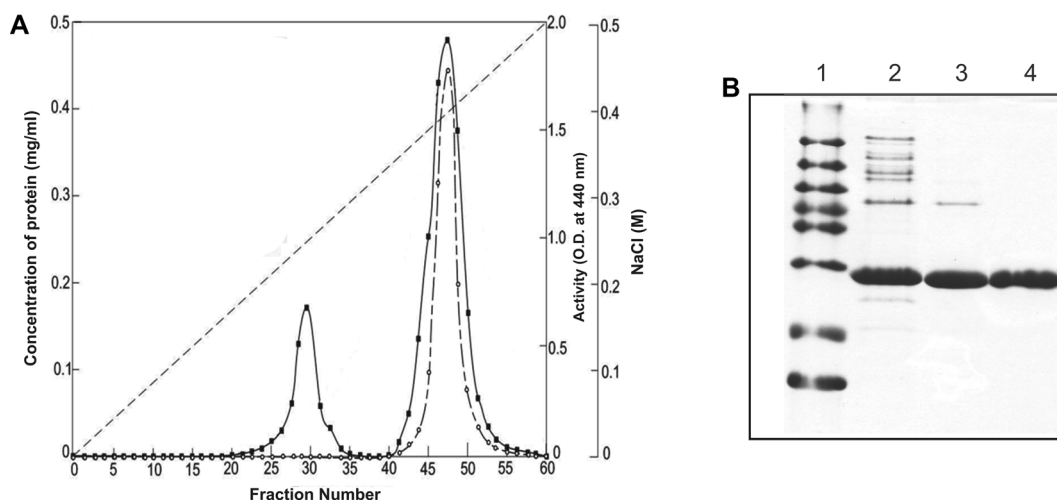 A
Concentration of protein (mg/ml)
0.5
0.4
0.3
0.2
0.1
0
0 5 10 15 20 25 30 35 40 45 50 55 60
Fraction Number
2.0
1.5
1.0
0.5
0
Activity (O.D. at 440 nm)
0.5
0.4
0.3
0.2
0.1
0
NaCl (M)
B
1 2 3 4